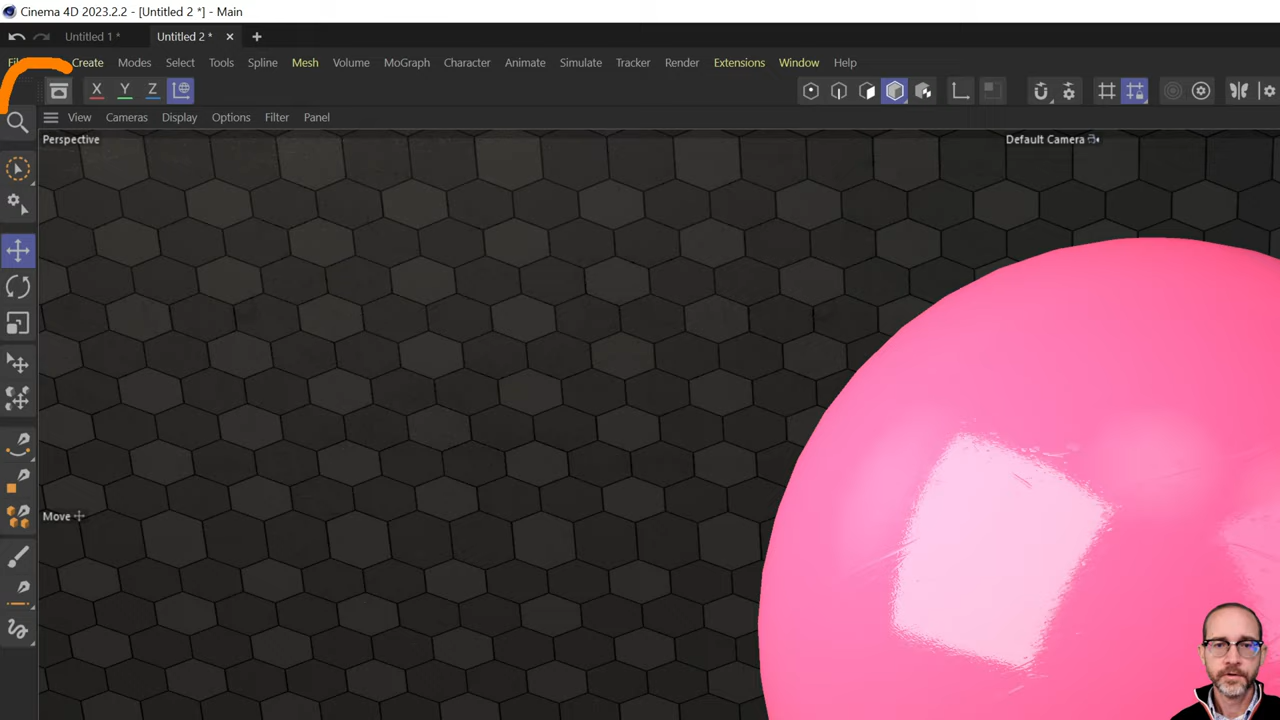 Cinema 4D 2023.2.2 - [Untitled 2 *] - Main
Untitled 1 * Untitled 2 *
Create Modes Select Tools Spline Mesh Volume MoGraph Character Animate Simulate Tracker Render Extensions Window Help
X Y Z
View Cameras Display Options Filter Panel
Perspective Default Camera
Move